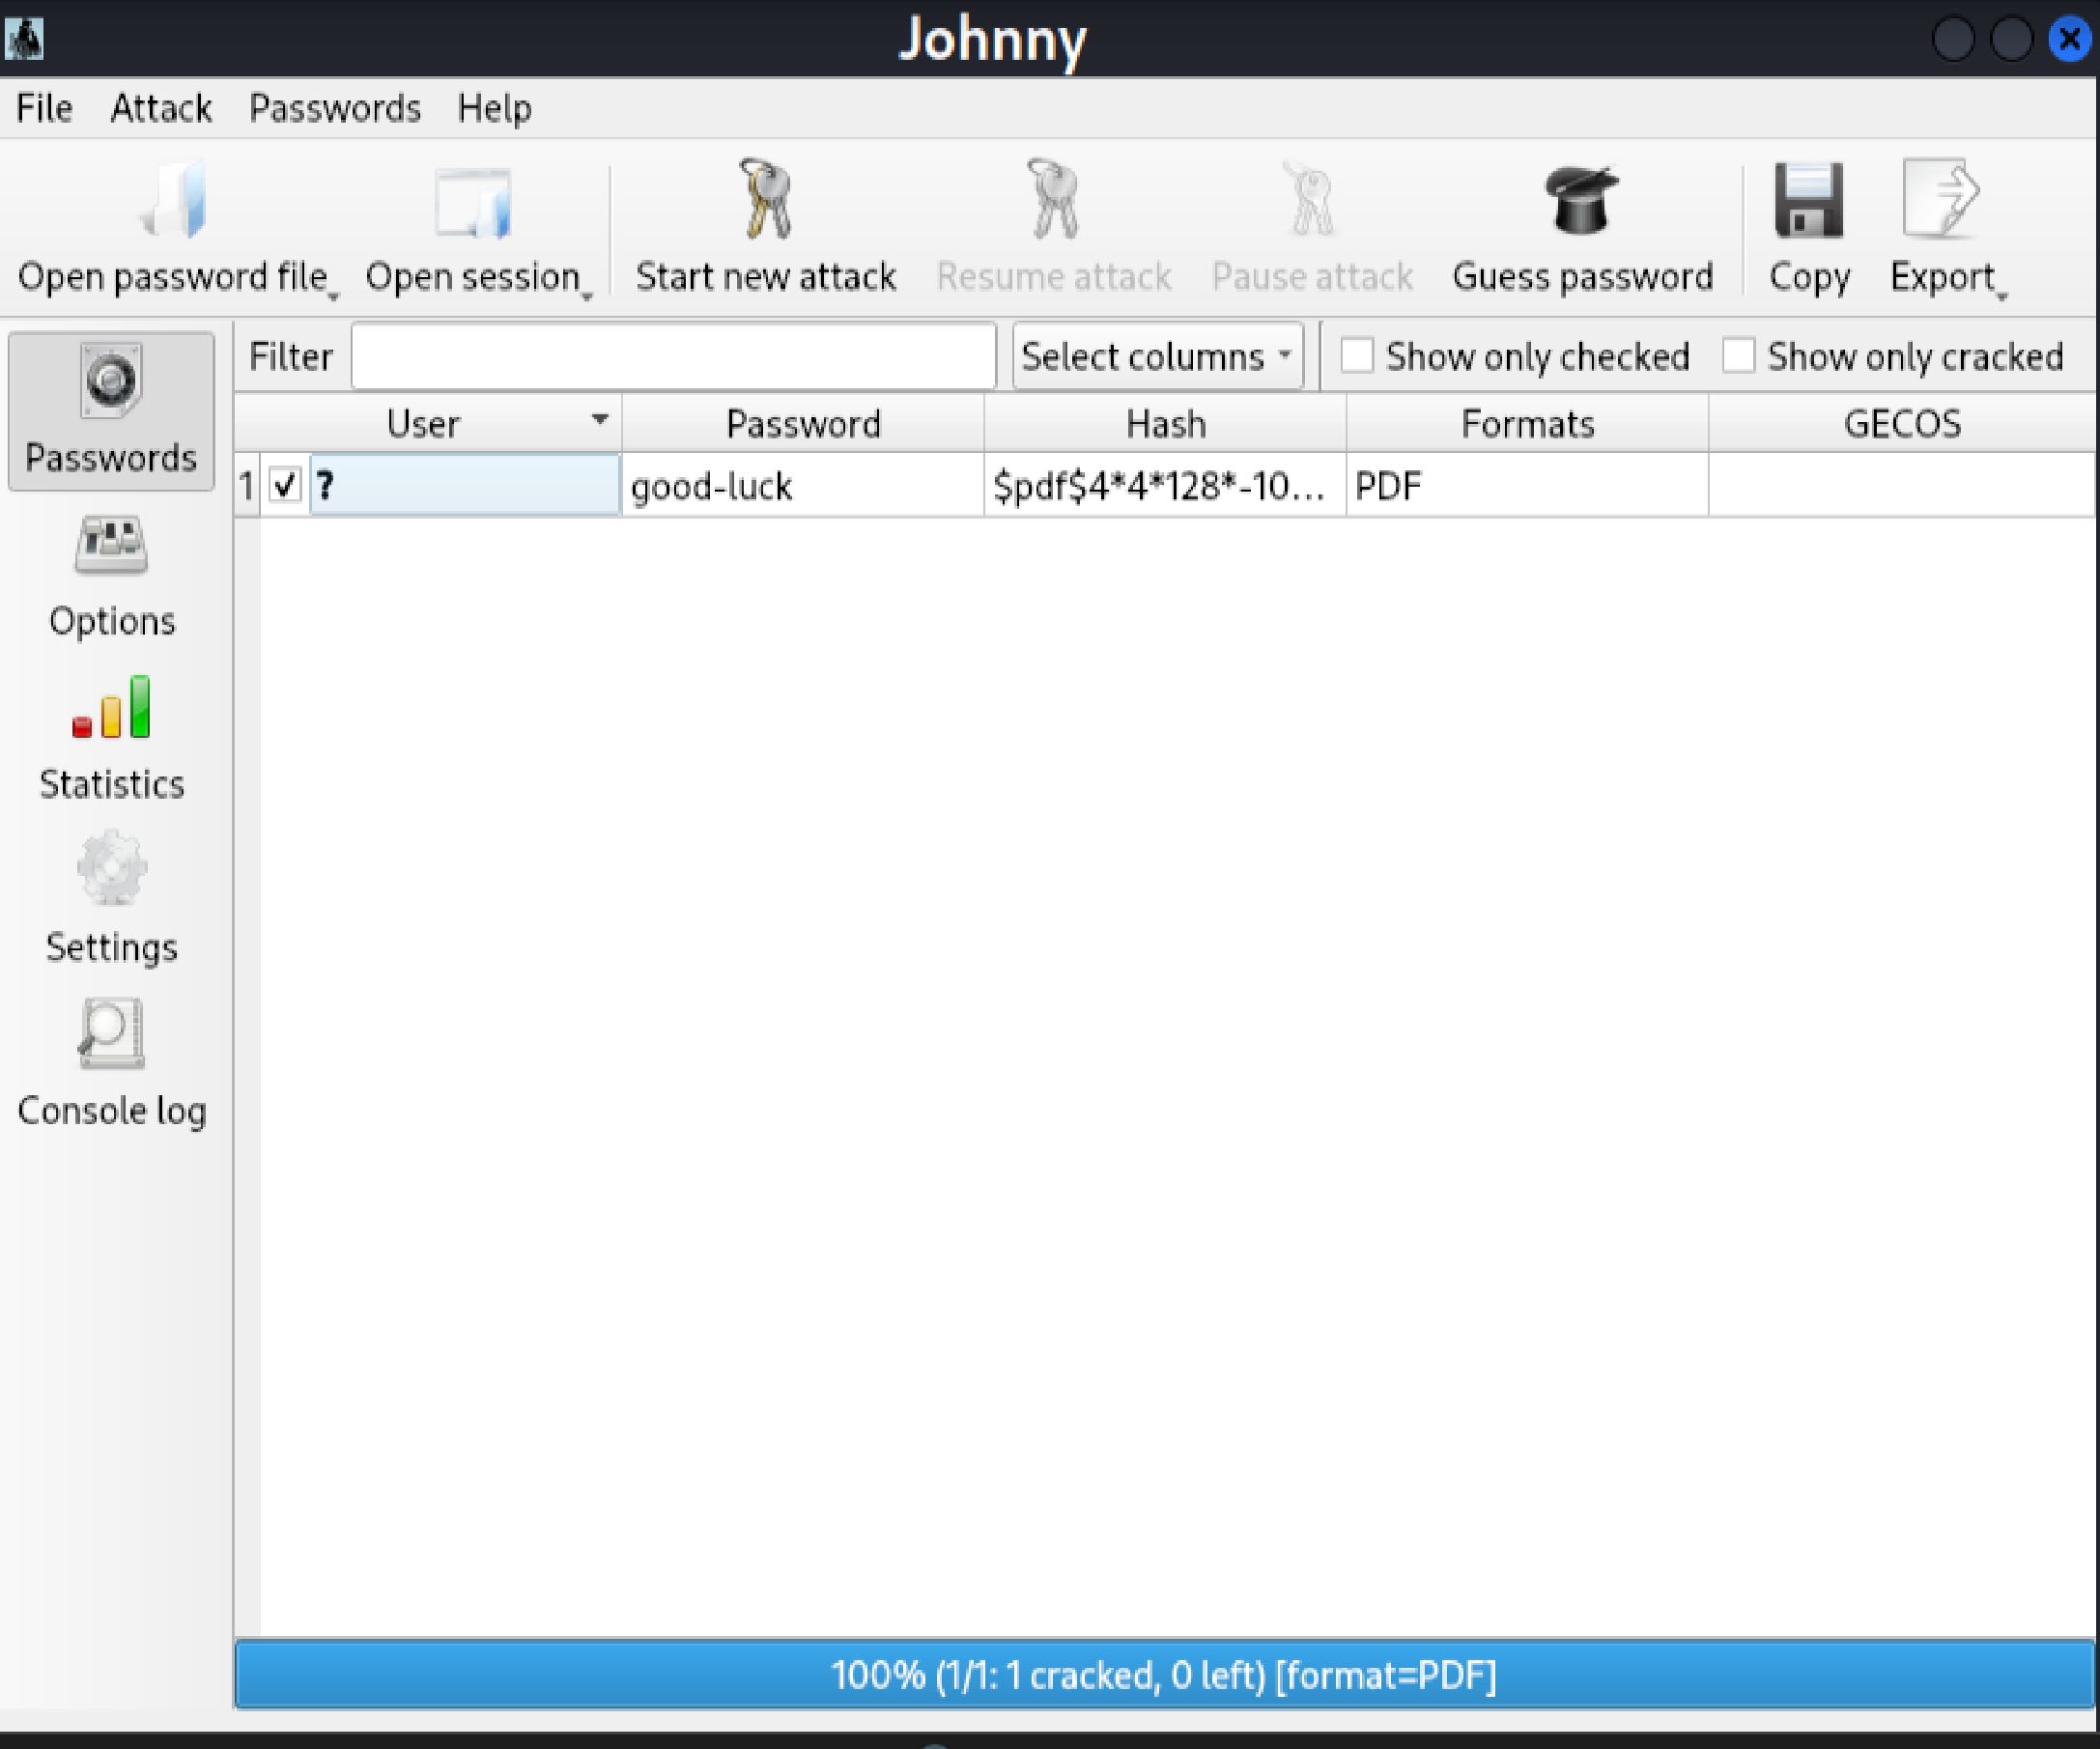 Johnny
File Attack Passwords Help
Open password file Open session Start new attack Resume attack Pause attack Guess password Copy Export
Filter Select columns Show only checked Show only cracked
User Password Hash Formats GECOS
1 ? good-luck $pdf$4*4*128*-10... PDF
Passwords
Options
Statistics
Settings
Console log
100% (1/1: 1 cracked, 0 left) [format=PDF]